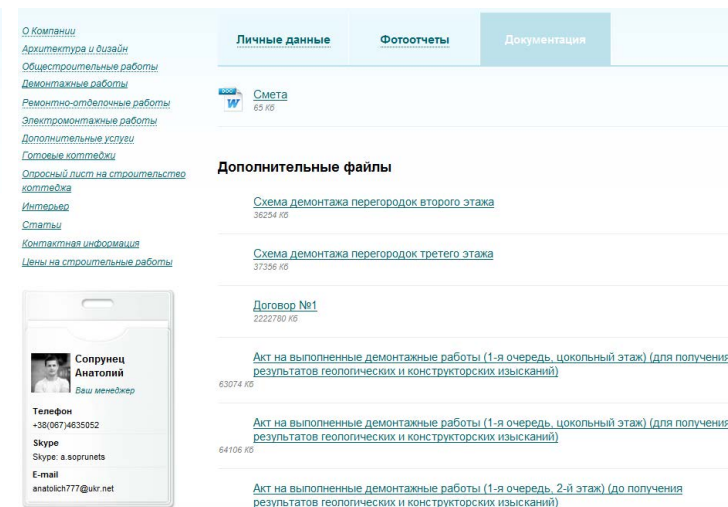 О Компании
Архитектура и дизайн
Общестроительные работы
Демонтажные работы
Ремонтно-отделочные работы
Электромонтажные работы
Дополнительные услуги
Готовые коттеджи
Опросный лист на строительство
коттеджа
Интерьер
Статьи
Контактная информация
Цены на строительные работы
Сопрунец
Анатолий
Ваш менеджер
Телефон
+38(067)4635052
Skype
Skype: a.soprunets
E-mail
anatolich777@ukr.net
Личные данные
Фотоотчеты
Документация
DOC
W
Смета
65 Кб
Дополнительные файлы
Схема демонтажа перегородок второго этажа
36254 Кб
Схема демонтажа перегородок третего этажа
37356 Кб
Договор №1
2222780 Кб
Акт на выполненные демонтажные работы (1-я очередь, цокольный этаж) (для получения
результатов геологических и конструкторских изысканий)
63074 Кб
Акт на выполненные демонтажные работы (1-я очередь, цокольный этаж) (для получения
результатов геологических и конструкторских изысканий)
64106 Кб
Акт на выполненные демонтажные работы (1-я очередь, 2-й этаж) (до получения
результатов геологических и конструкторских изысканий)